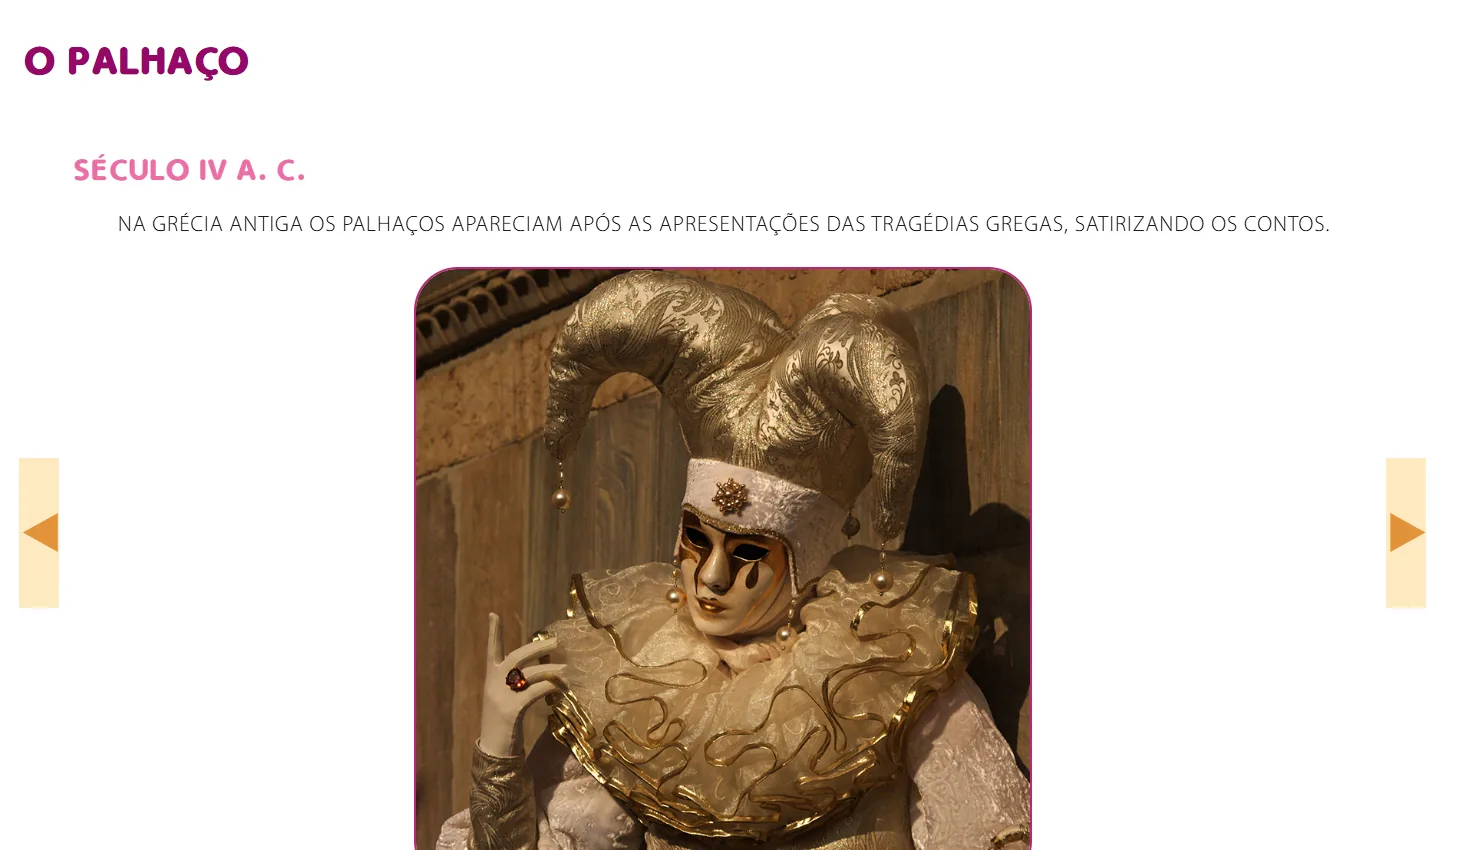 O PALHAÇO
SÉCULO IV A. C.
NA GRÉCIA ANTIGA OS PALHAÇOS APARECIAM APÓS AS APRESENTAÇÕES DAS TRAGÉDIAS GREGAS, SATIRIZANDO OS CONTOS.